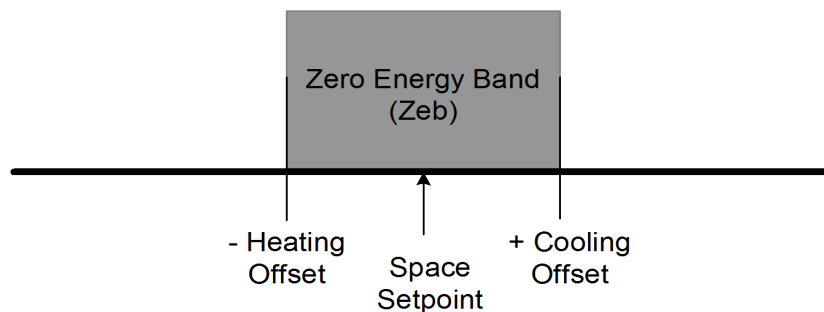 Zero Energy Band
(Zeb)
- Heating
Offset
Space
Setpoint
+ Cooling
Offset